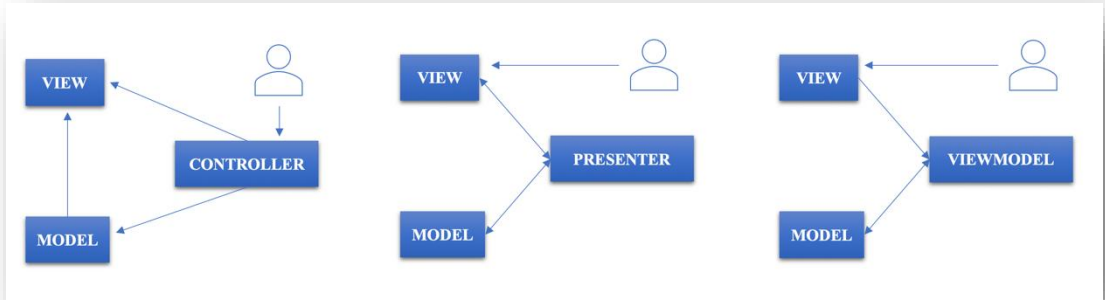 VIEW
CONTROLLER
MODEL
VIEW
PRESENTER
MODEL
VIEW
VIEWMODEL
MODEL